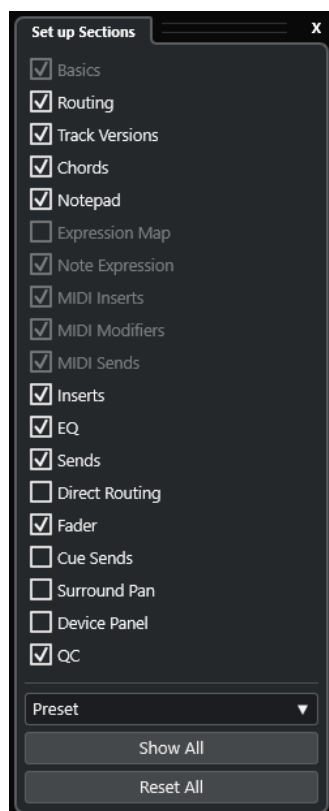 Set up Sections
X
Basics
Routing
Track Versions
Chords
Notepad
Expression Map
Note Expression
MIDI Inserts
MIDI Modifiers
MIDI Sends
Inserts
EQ
Sends
Direct Routing
Fader
Cue Sends
Surround Pan
Device Panel
QC
Preset
Show All
Reset All